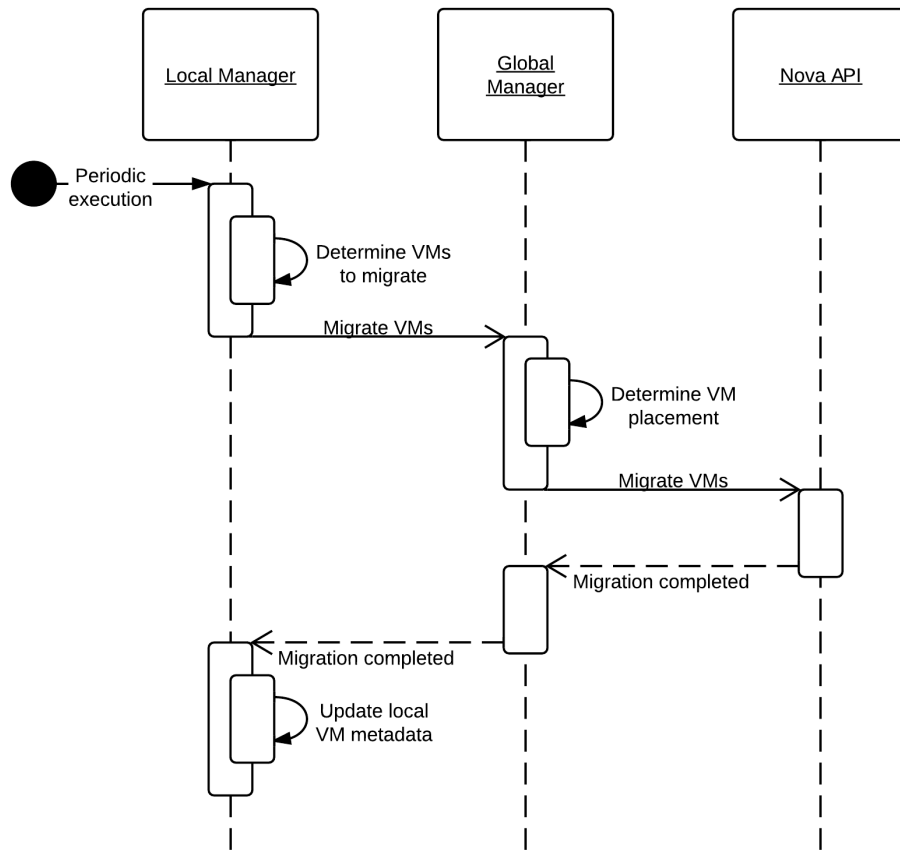 Local Manager
Global
Manager
Nova API
Periodic
execution
Determine VMs
to migrate
Migrate VMs
Determine VM
placement
Migrate VMs
Migration completed
Migration completed
Update local
VM metadata